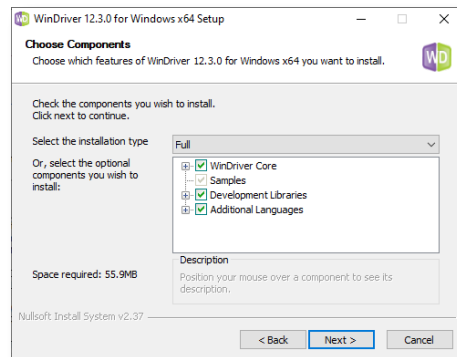 WinDriver 12.3.0 for Windows x64 Setup
Choose Components
Choose which features of WinDriver 12.3.0 for Windows x64 you want to install.
WD
Check the components you wish to install.
Click next to continue.
Select the installation type
Full
Or, select the optional
components you wish to
install:
WinDriver Core
Samples
Development Libraries
Additional Languages
Space required: 55.9MB
Description
Position your mouse over a component to see its
description.
Nullsoft Install System v2.37
< Back
Next >
Cancel